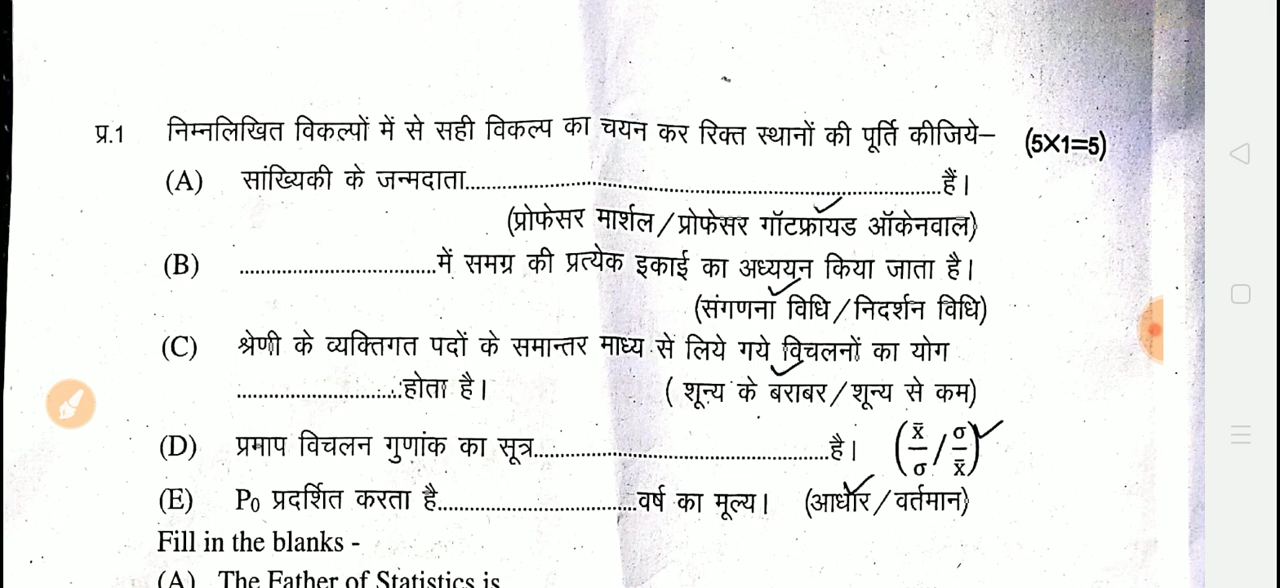 प्र.1 निम्नलिखित विकल्पों में से सही विकल्प का चयन कर रिक्त स्थानों की पूर्ति कीजिये– (5×1=5)
(A) सांख्यिकी के जन्मदाता....................हैं।
(प्रोफेसर मार्शल/प्रोफेसर गॉटफ्रायड ऑकेनवाल)
(B) ....................में समग्र की प्रत्येक इकाई का अध्ययन किया जाता है।
(संगणना विधि/निदर्शन विधि)
(C) श्रेणी के व्यक्तिगत पदों के समान्तर माध्य से लिये गये विचलनों का योग
....................होता है। ( शून्य के बराबर/शून्य से कम)
(D) प्रमाप विचलन गुणांक का सूत्र....................है। (x̄/σ / σ/x̄)
(E) P₀ प्रदर्शित करता है....................वर्ष का मूल्य। (आधार/वर्तमान)
Fill in the blanks -
(A) The Father of Statistics is